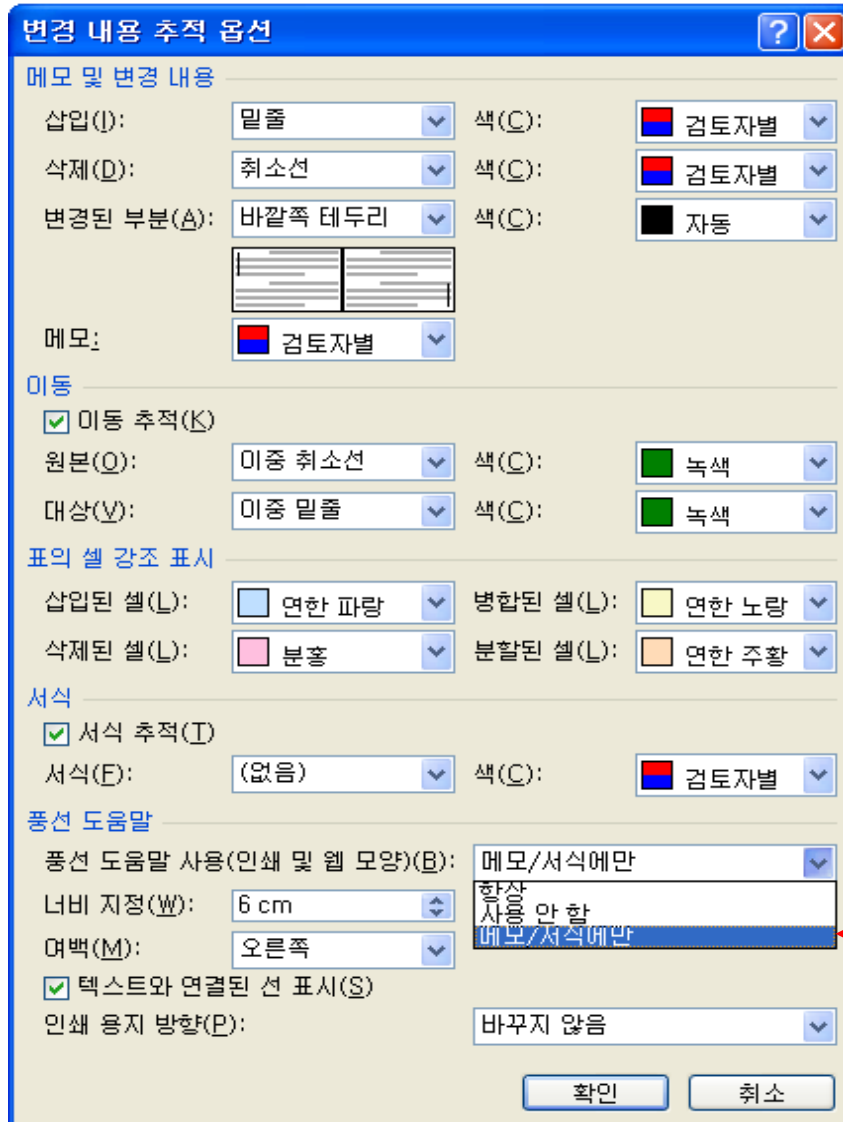 변경 내용 추적 옵션
메모 및 변경 내용
삽입(I): 밑줄 색(C): 검토자별
삭제(D): 취소선 색(C): 검토자별
변경된 부분(A): 바깥쪽 테두리 색(C): 자동
메모: 검토자별
이동
이동 추적(K)
원본(O): 이중 취소선 색(C): 녹색
대상(V): 이중 밑줄 색(C): 녹색
표의 셀 강조 표시
삽입된 셀(L): 연한 파랑 병합된 셀(L): 연한 노랑
삭제된 셀(L): 분홍 분할된 셀(L): 연한 주황
서식
서식 추적(T)
서식(F): (없음) 색(C): 검토자별
풍선 도움말
풍선 도움말 사용(인쇄 및 웹 모양)(B): 메모/서식에만
항상
너비 지정(W): 6 cm 사용 안 함
메모/서식에만
여백(M): 오른쪽
텍스트와 연결된 선 표시(S)
인쇄 용지 방향(P): 바꾸지 않음
확인 취소